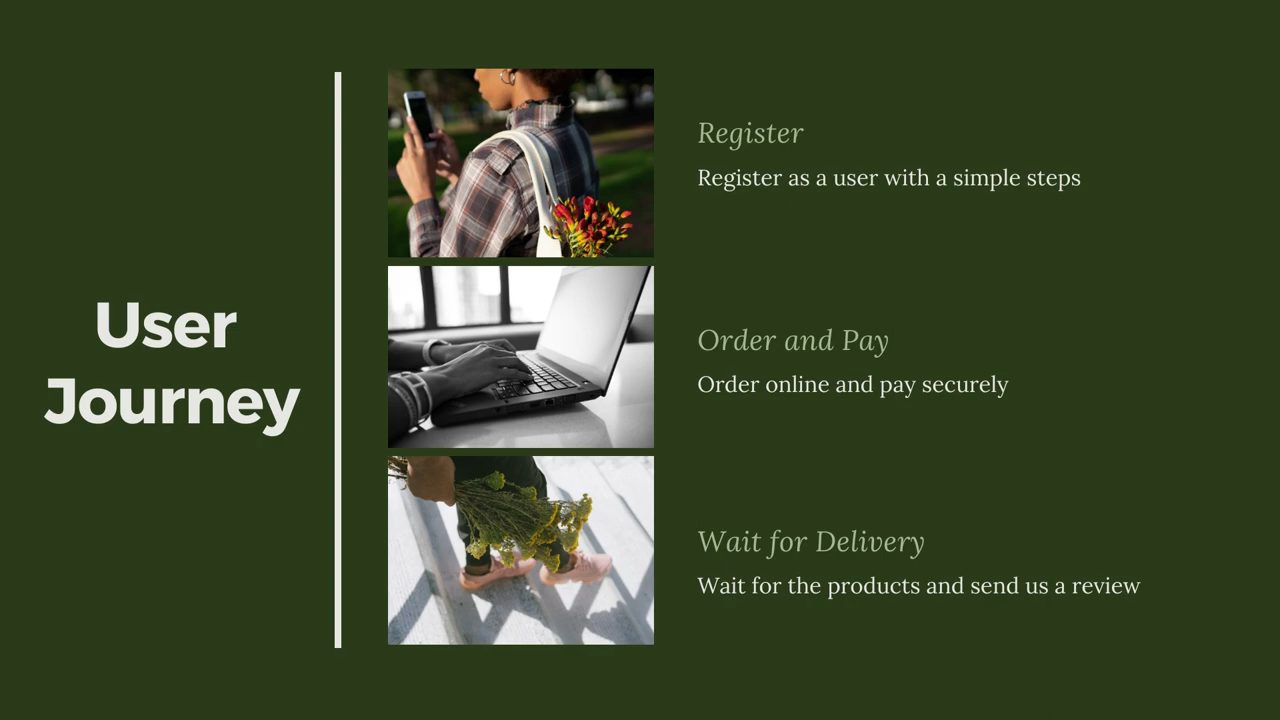 User
Journey
Register
Register as a user with a simple steps
Order and Pay
Order online and pay securely
Wait for Delivery
Wait for the products and send us a review